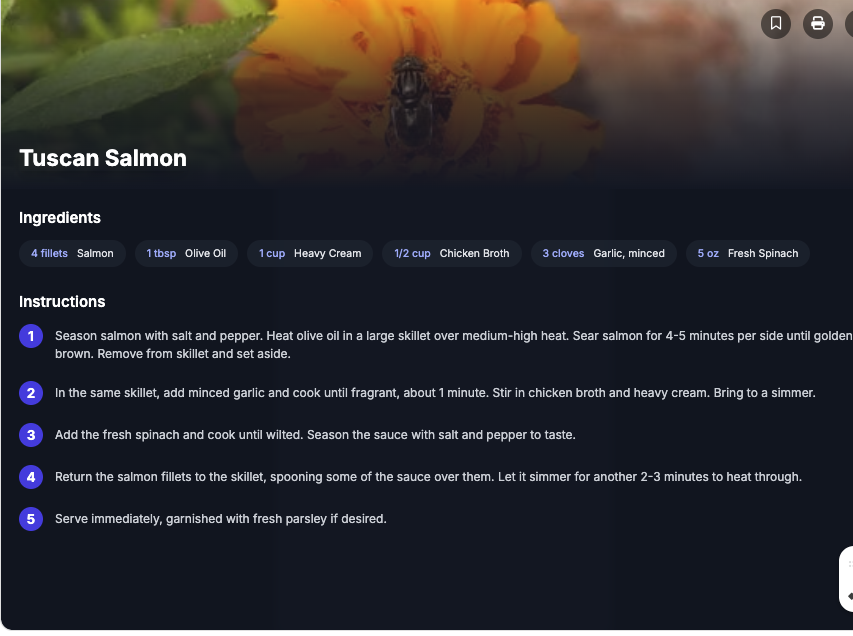 Tuscan Salmon
Ingredients
4 fillets Salmon 1 tbsp Olive Oil 1 cup Heavy Cream 1/2 cup Chicken Broth 3 cloves Garlic, minced 5 oz Fresh Spinach
Instructions
1 Season salmon with salt and pepper. Heat olive oil in a large skillet over medium-high heat. Sear salmon for 4-5 minutes per side until golden
brown. Remove from skillet and set aside.
2 In the same skillet, add minced garlic and cook until fragrant, about 1 minute. Stir in chicken broth and heavy cream. Bring to a simmer.
3 Add the fresh spinach and cook until wilted. Season the sauce with salt and pepper to taste.
4 Return the salmon fillets to the skillet, spooning some of the sauce over them. Let it simmer for another 2-3 minutes to heat through.
5 Serve immediately, garnished with fresh parsley if desired.